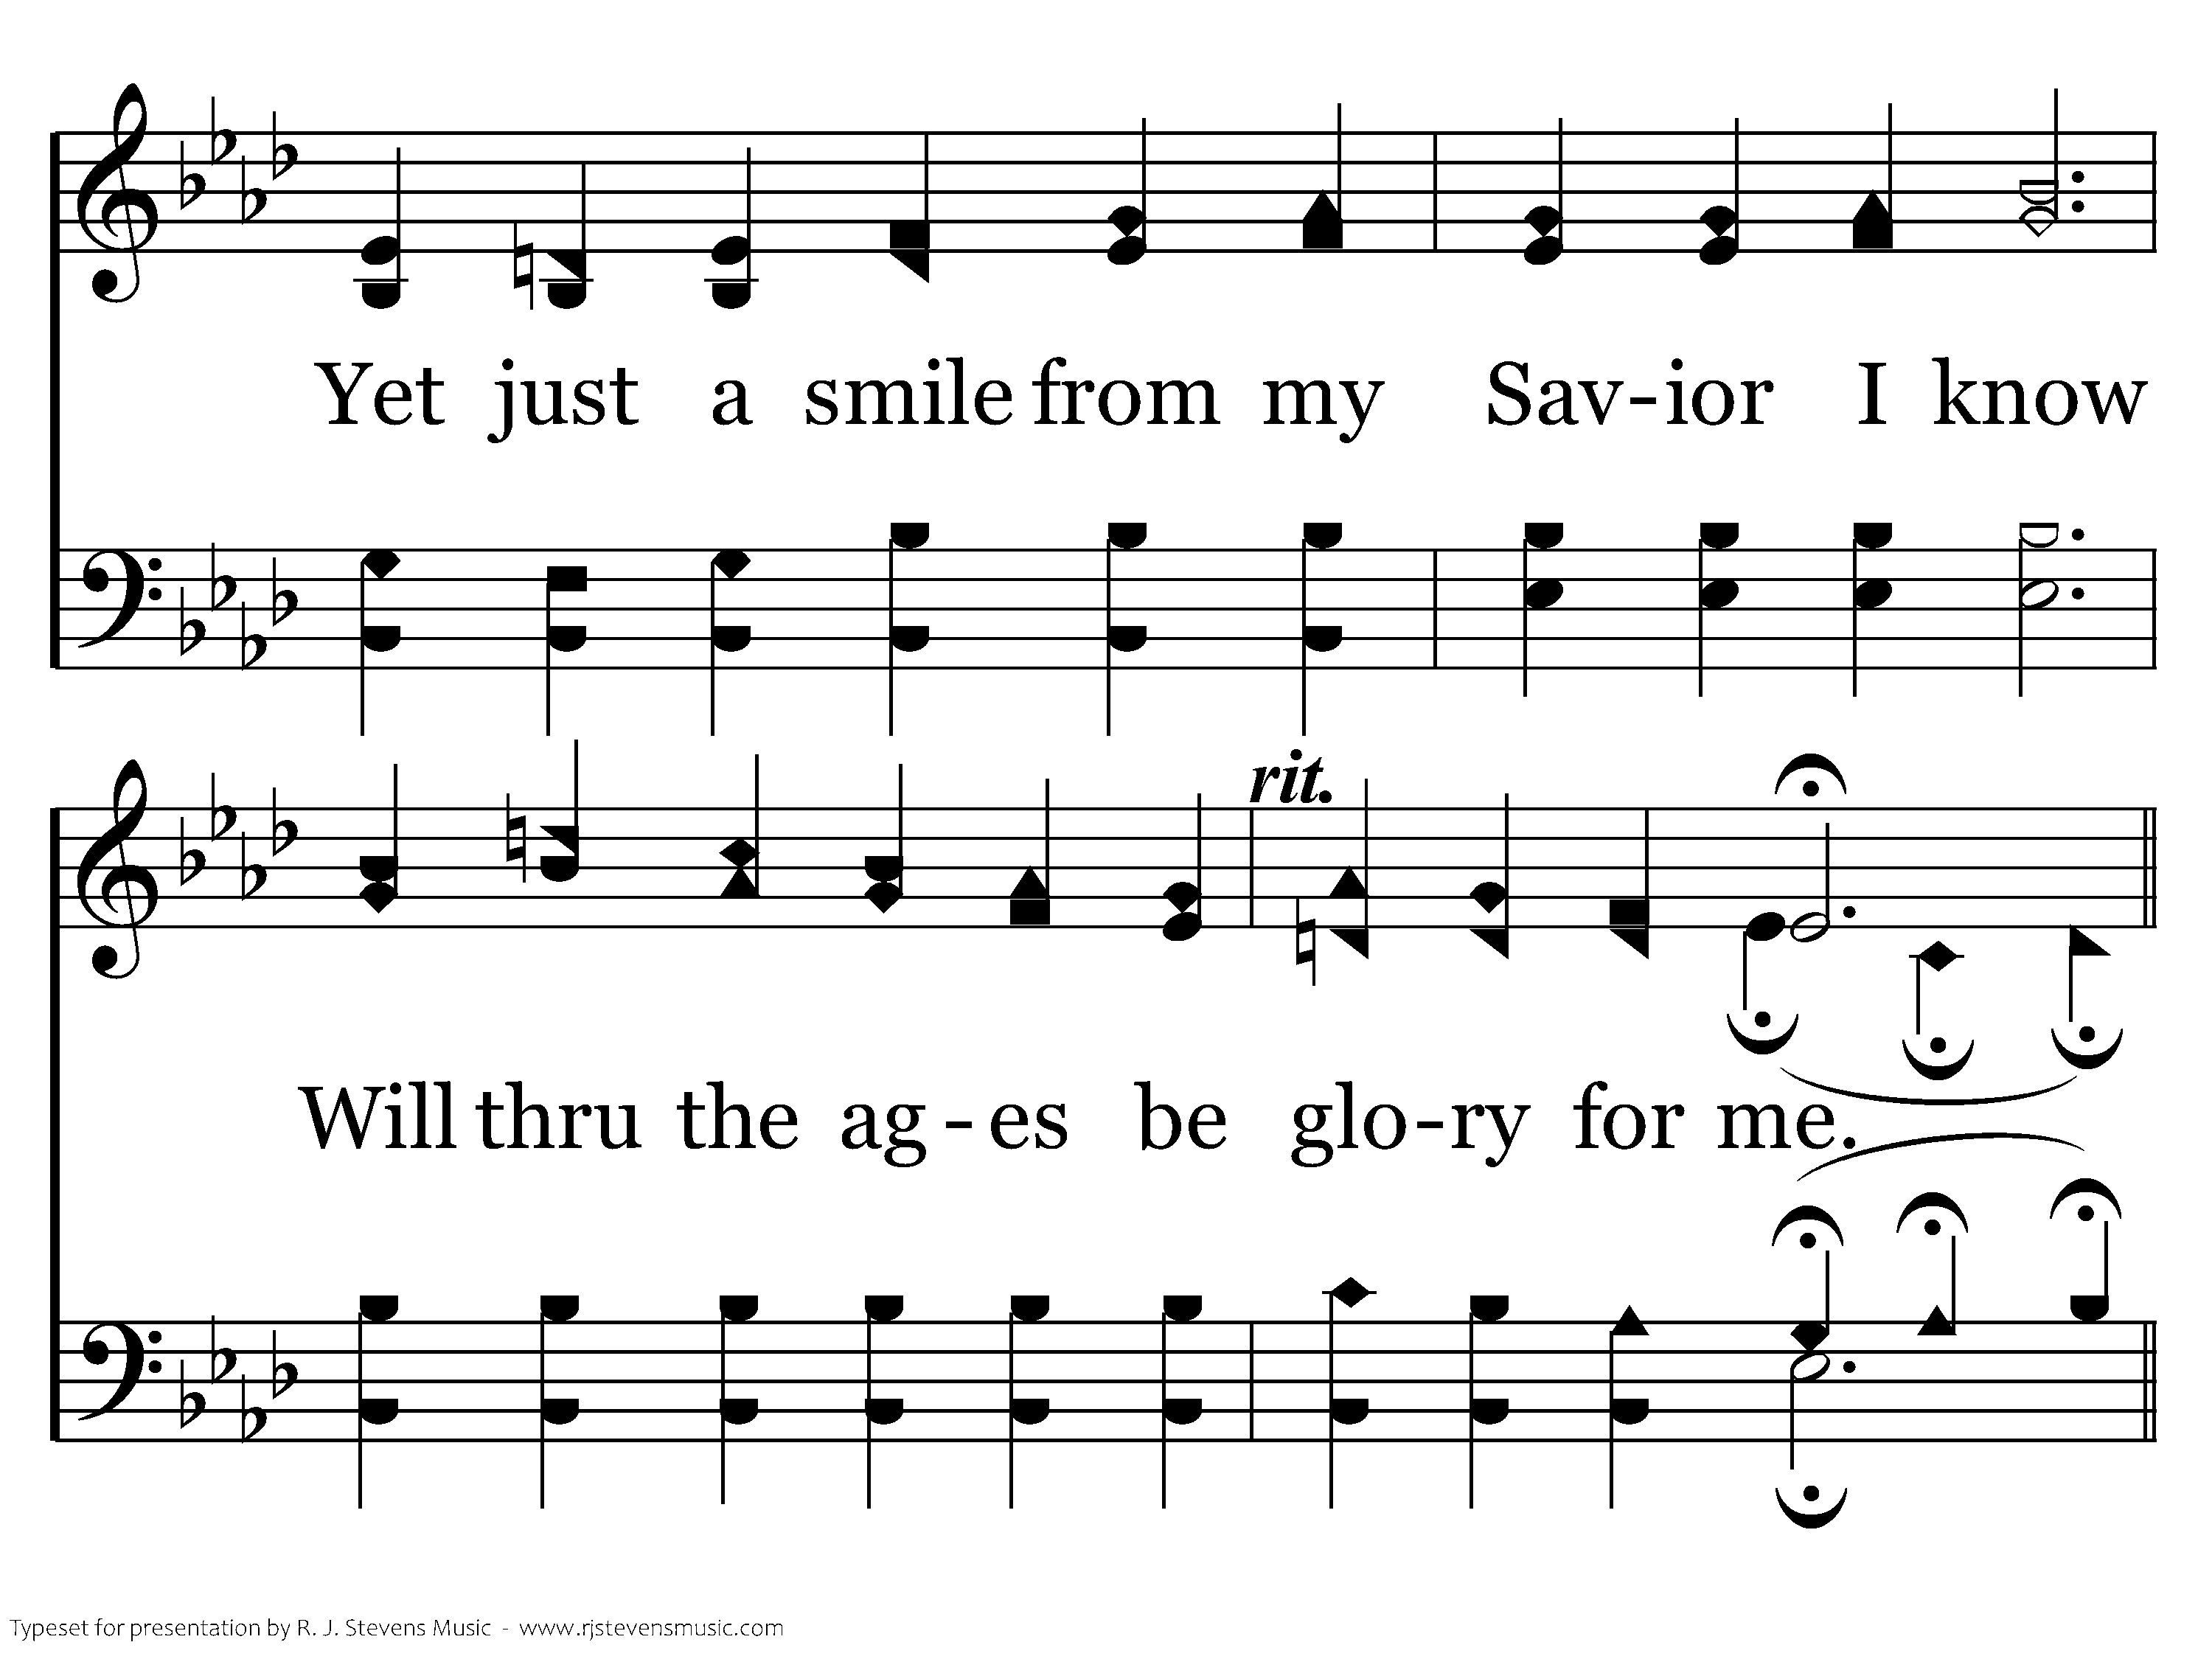 Yet just a smile from my Sav-ior I know
rit.
Will thru the ag-es be glo-ry for me.
Typeset for presentation by R. J. Stevens Music - www.rjstevensmusic.com